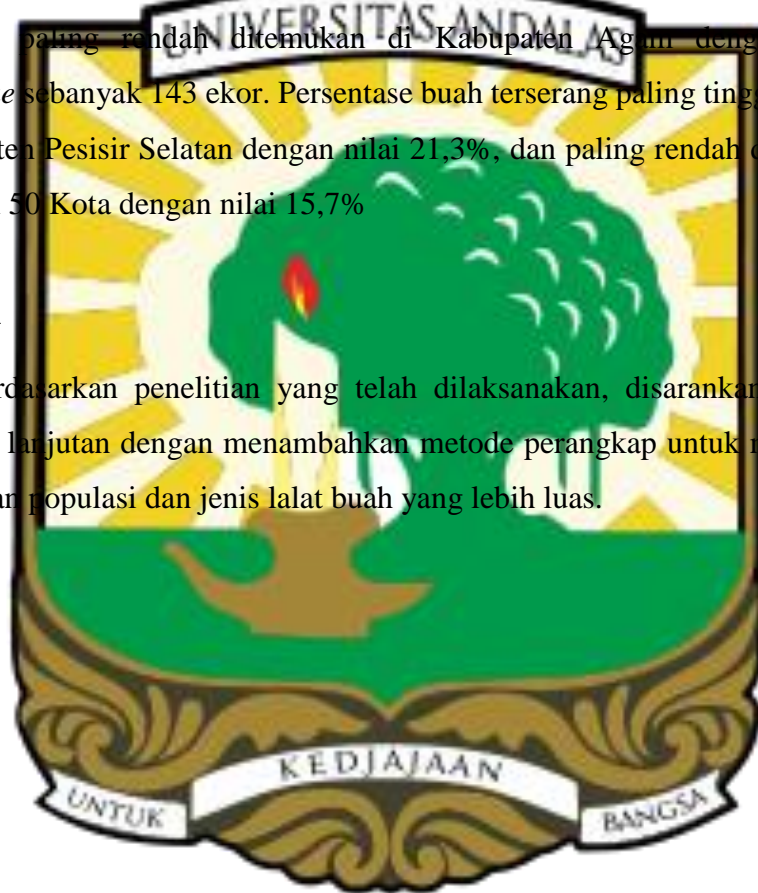 UNIVERSITAS ANDALAS
paling rendah ditemukan di Kabupaten Agam deng
e sebanyak 143 ekor. Persentase buah terserang paling tingg
ten Pesisir Selatan dengan nilai 21,3%, dan paling rendah
50 Kota dengan nilai 15,7%
rdasarkan penelitian yang telah dilaksanakan, disarankan
lanjutan dengan menambahkan metode perangkap untuk
an populasi dan jenis lalat buah yang lebih luas.
KEDJAJAAN
UNTUK
BANGSA